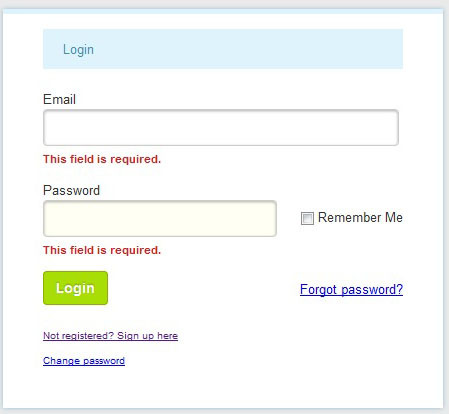 Login
Email
This field is required.
Password
Remember Me
This field is required.
Login
Forgot password?
Not registered? Sign up here
Change password